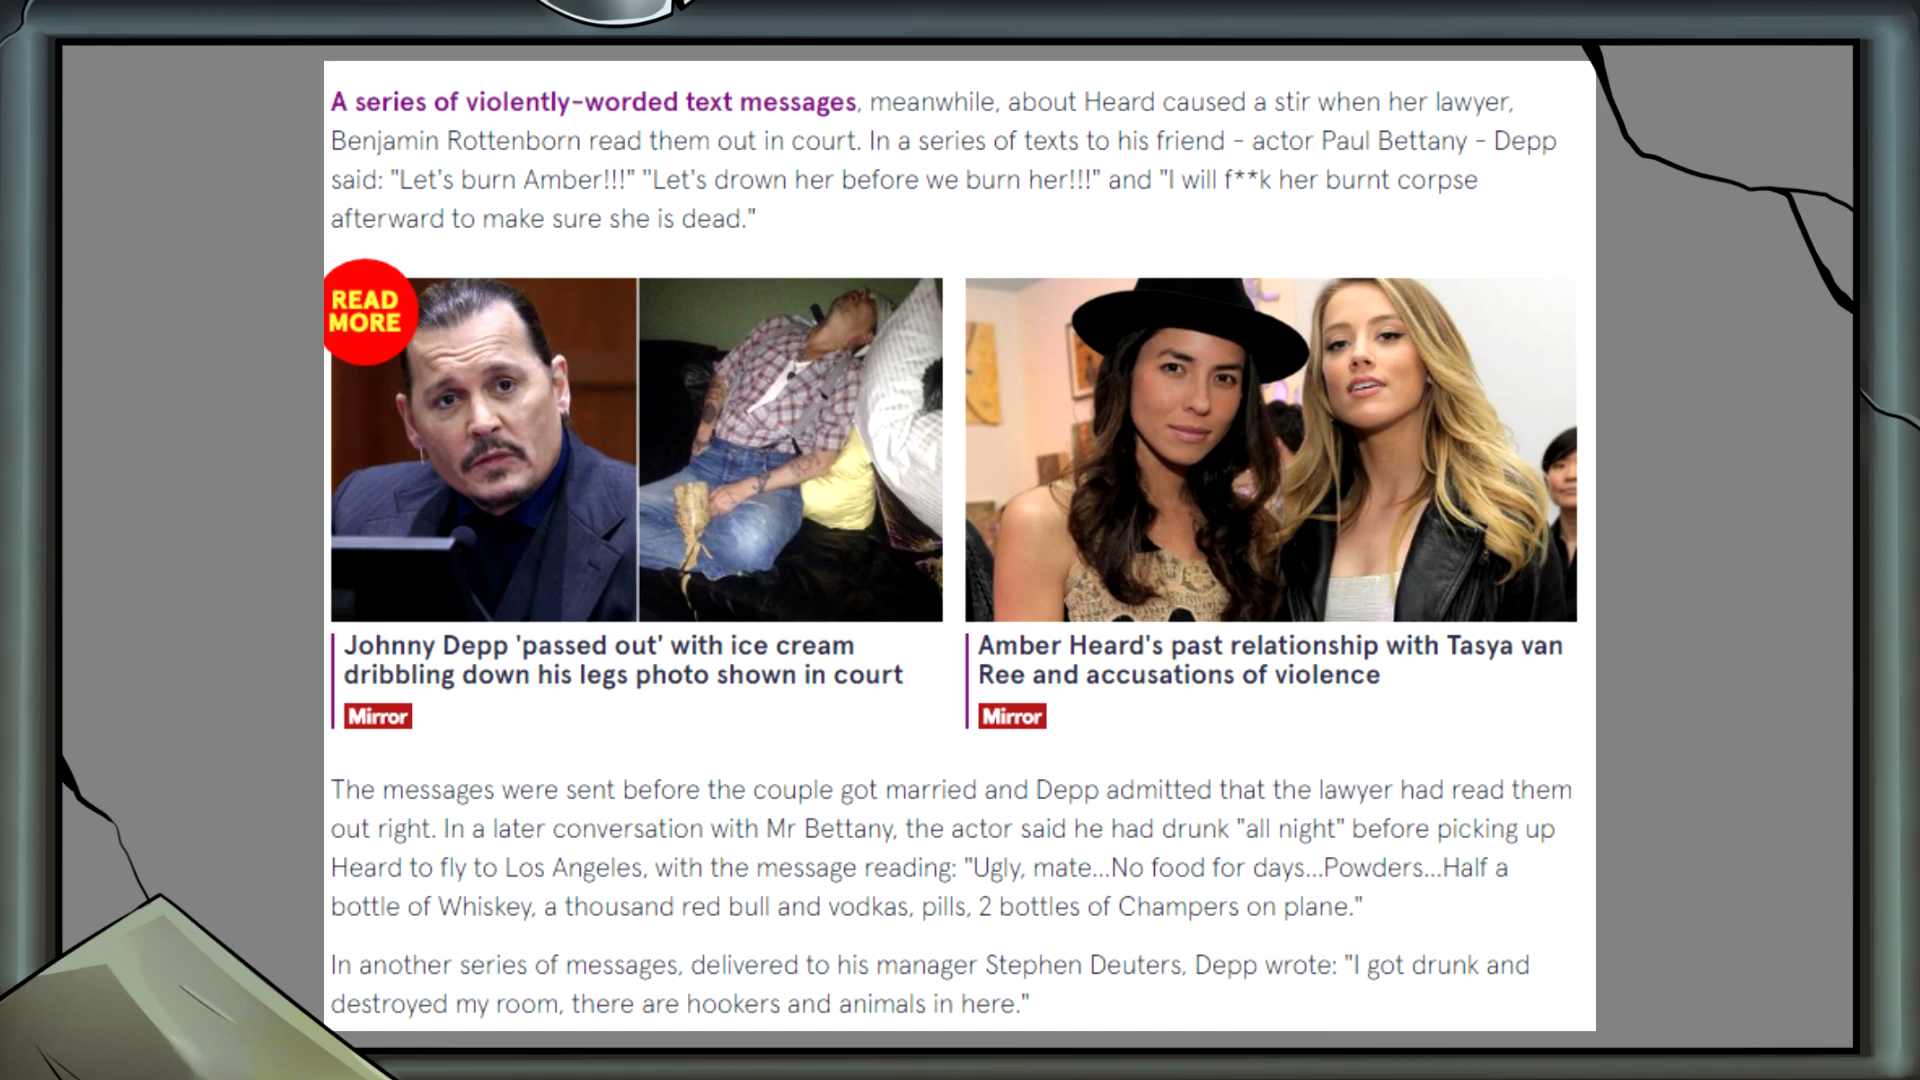 A series of violently-worded text messages, meanwhile, about Heard caused a stir when her lawyer,
Benjamin Rottenborn read them out in court. In a series of texts to his friend - actor Paul Bettany - Depp
said: "Let's burn Amber!!!" "Let's drown her before we burn her!!!" and "I will f**k her burnt corpse
afterward to make sure she is dead."
READ
MORE
Johnny Depp 'passed out' with ice cream
dribbling down his legs photo shown in court
Mirror
Amber Heard's past relationship with Tasya van
Ree and accusations of violence
Mirror
The messages were sent before the couple got married and Depp admitted that the lawyer had read them
out right. In a later conversation with Mr Bettany, the actor said he had drunk "all night" before picking up
Heard to fly to Los Angeles, with the message reading: "Ugly, mate...No food for days...Powders...Half a
bottle of Whiskey, a thousand red bull and vodkas, pills, 2 bottles of Champers on plane."
In another series of messages, delivered to his manager Stephen Deuters, Depp wrote: "I got drunk and
destroyed my room, there are hookers and animals in here."